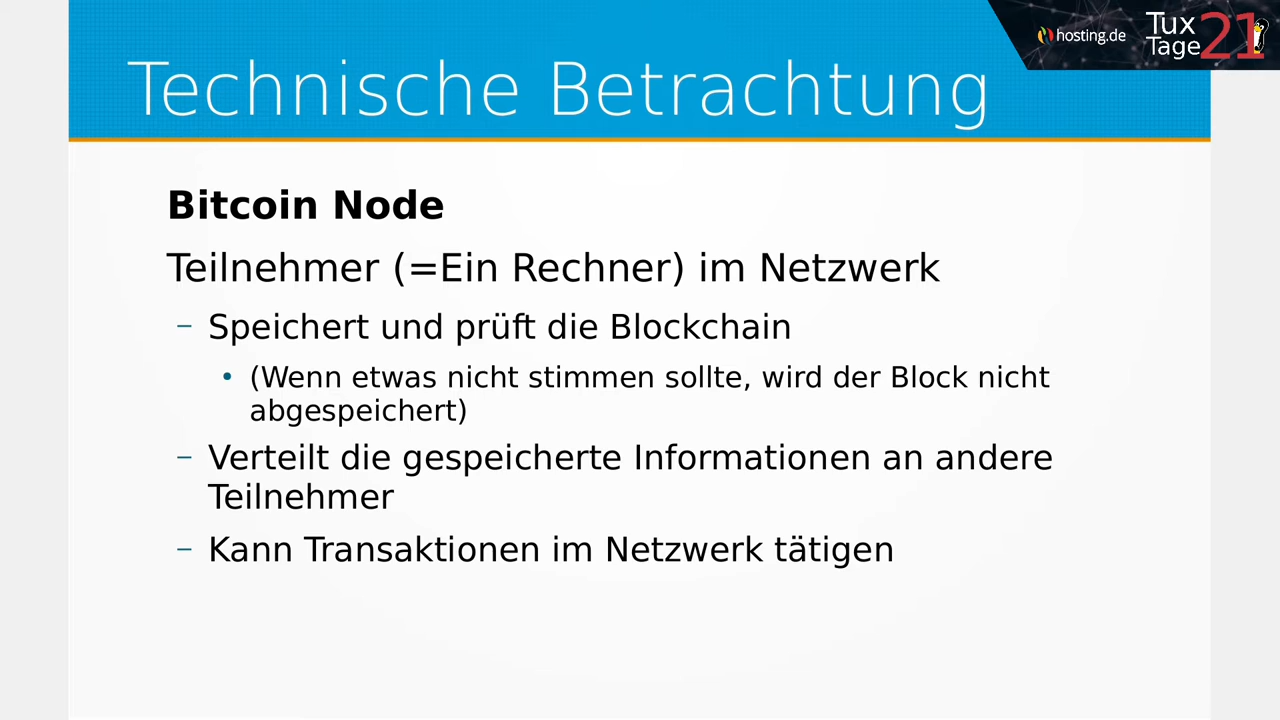 hosting.de
Tux
Tage
21
Technische Betrachtung
Bitcoin Node
Teilnehmer (=Ein Rechner) im Netzwerk
– Speichert und prüft die Blockchain
• (Wenn etwas nicht stimmen sollte, wird der Block nicht
abgespeichert)
– Verteilt die gespeicherte Informationen an andere
Teilnehmer
– Kann Transaktionen im Netzwerk tätigen